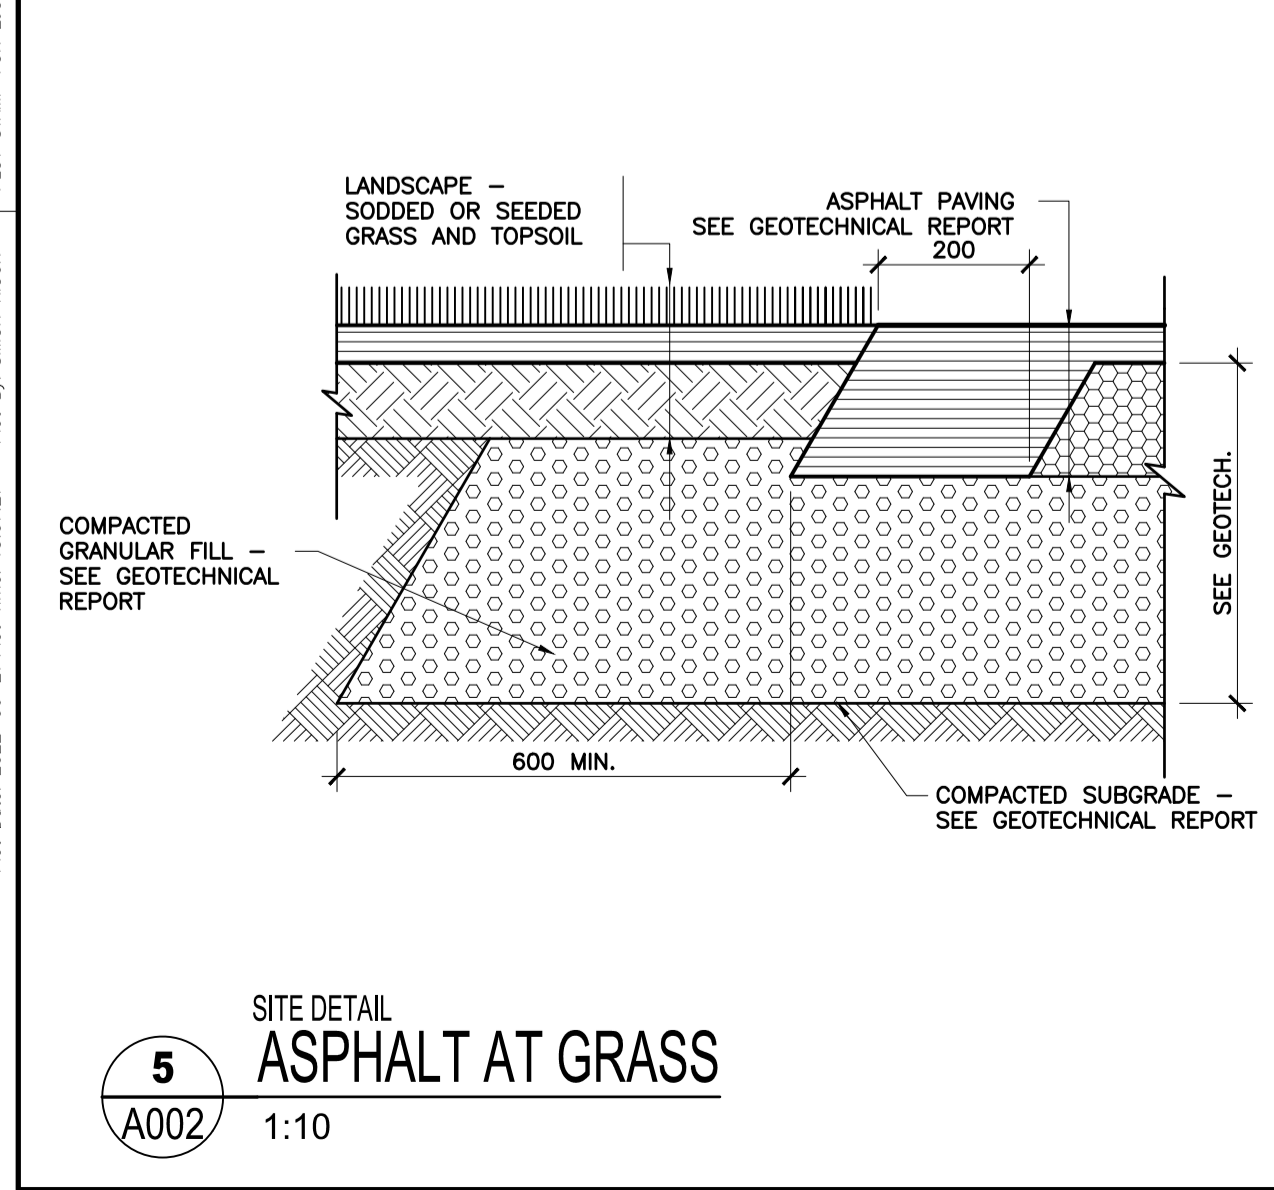 LANDSCAPE –
SODDED OR SEEDED
GRASS AND TOPSOIL
ASPHALT PAVING
SEE GEOTECHNICAL REPORT
200
COMPACTED
GRANULAR FILL –
SEE GEOTECHNICAL
REPORT
SEE GEOTECH.
600 MIN.
COMPACTED SUBGRADE –
SEE GEOTECHNICAL REPORT
SITE DETAIL
5
ASPHALT AT GRASS
A002
1:10